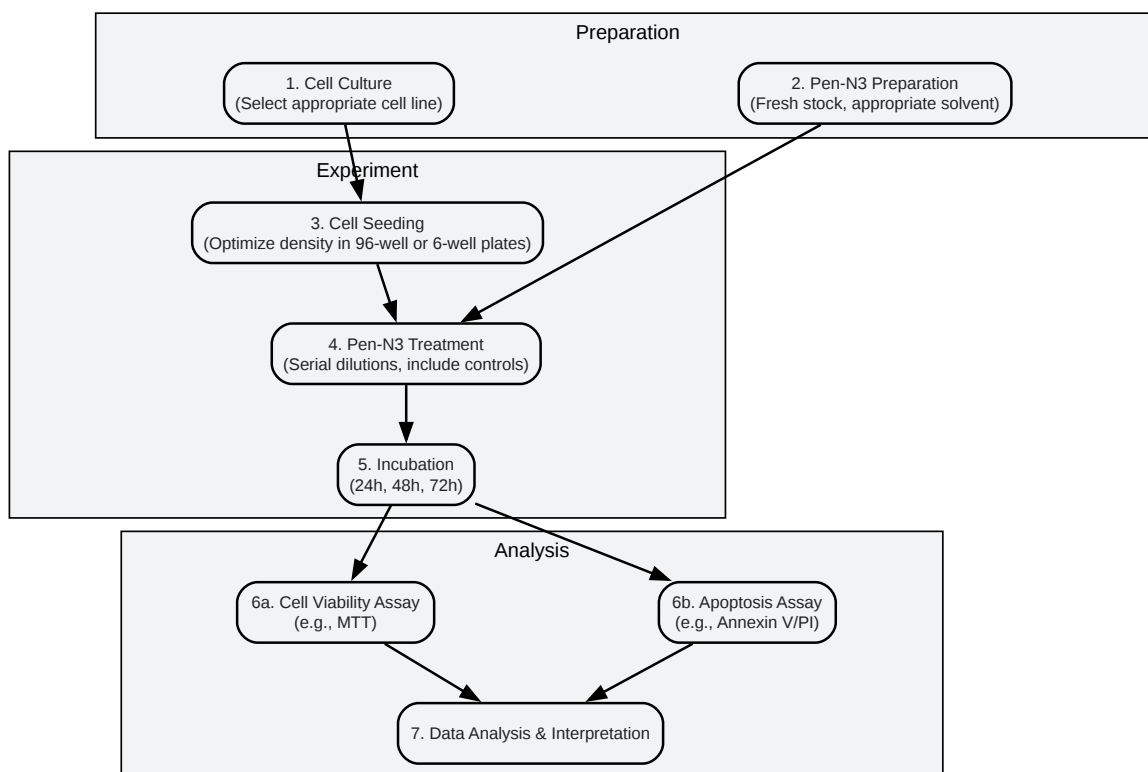 Preparation
1. Cell Culture
(Select appropriate cell line)
2. Pen-N3 Preparation
(Fresh stock, appropriate solvent)
Experiment
3. Cell Seeding
(Optimize density in 96-well or 6-well plates)
4. Pen-N3 Treatment
(Serial dilutions, include controls)
5. Incubation
(24h, 48h, 72h)
Analysis
6a. Cell Viability Assay
(e.g., MTT)
6b. Apoptosis Assay
(e.g., Annexin V/PI)
7. Data Analysis & Interpretation